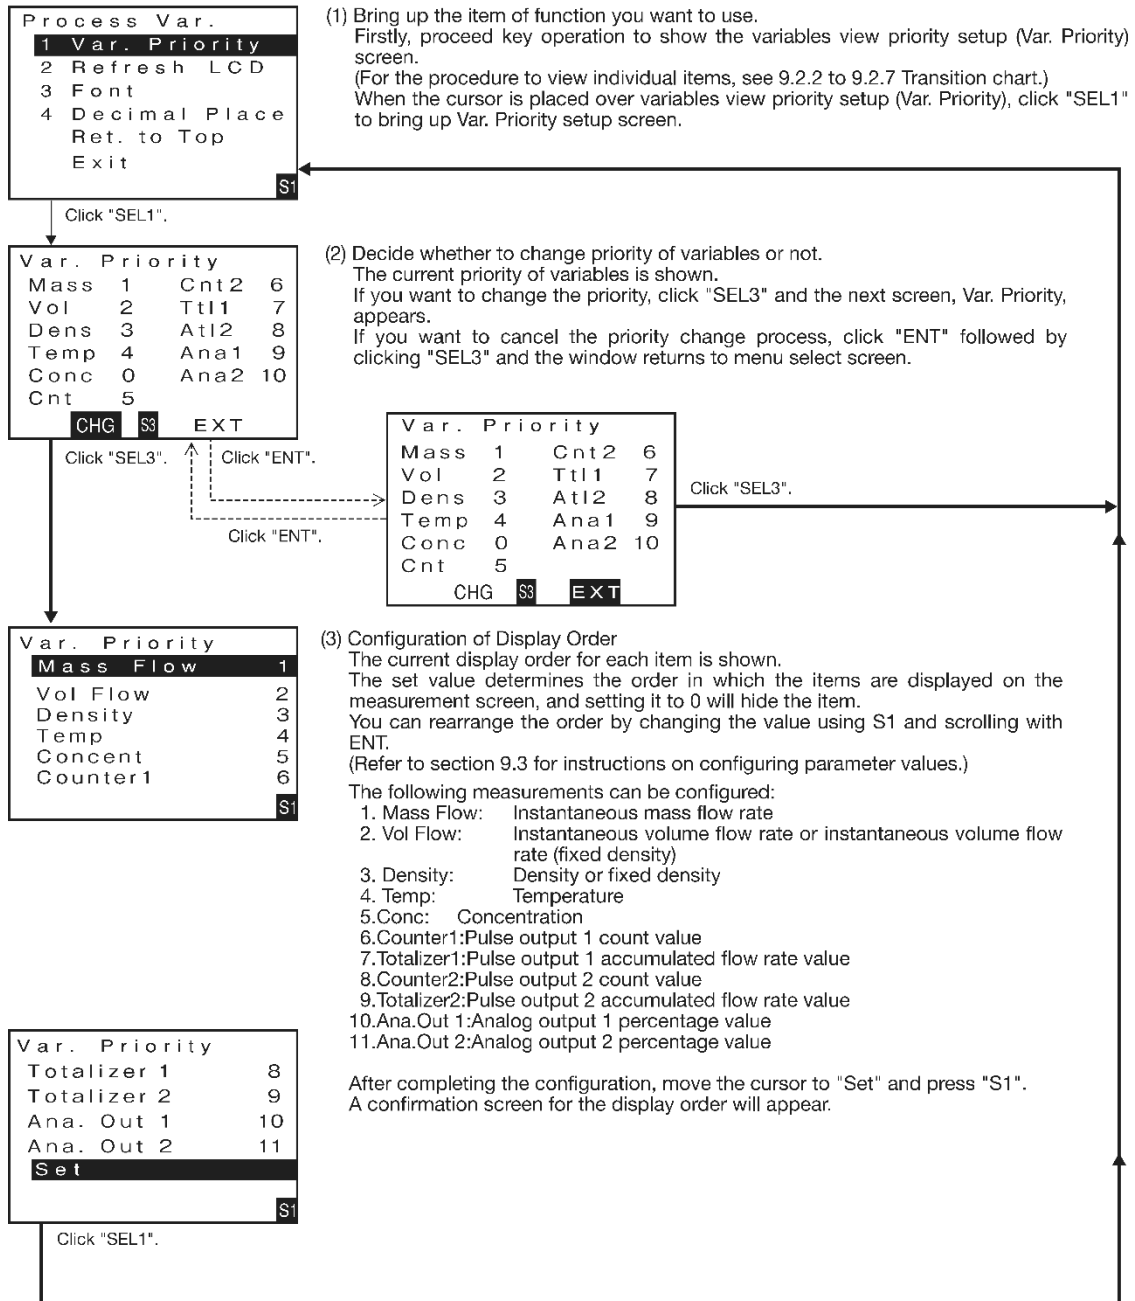 Process Var.
1 Var. Priority
2 Refresh LCD
3 Font
4 Decimal Place
Ret. to Top
Exit
S1
(1) Bring up the item of function you want to use.
Firstly, proceed key operation to show the variables view priority setup (Var. Priority)
screen.
(For the procedure to view individual items, see 9.2.2 to 9.2.7 Transition chart.)
When the cursor is placed over variables view priority setup (Var. Priority), click "SEL1"
to bring up Var. Priority setup screen.
Click "SEL1".
Var. Priority
Mass 1 Cnt2 6
Vol 2 Ttl1 7
Dens 3 Atl2 8
Temp 4 Ana1 9
Conc 0 Ana2 10
Cnt 5
CHG S3 EXT
(2) Decide whether to change priority of variables or not.
The current priority of variables is shown.
If you want to change the priority, click "SEL3" and the next screen, Var. Priority,
appears.
If you want to cancel the priority change process, click "ENT" followed by
clicking "SEL3" and the window returns to menu select screen.
Click "SEL3".
Click "ENT".
Click "ENT".
Var. Priority
Mass 1 Cnt2 6
Vol 2 Ttl1 7
Dens 3 Atl2 8
Temp 4 Ana1 9
Conc 0 Ana2 10
Cnt 5
CHG S3 EXT
Click "SEL3".
Var. Priority
Mass Flow 1
Vol Flow 2
Density 3
Temp 4
Concent 5
Counter1 6
S1
(3) Configuration of Display Order
The current display order for each item is shown.
The set value determines the order in which the items are displayed on the
measurement screen, and setting it to 0 will hide the item.
You can rearrange the order by changing the value using S1 and scrolling with
ENT.
(Refer to section 9.3 for instructions on configuring parameter values.)
The following measurements can be configured:
1. Mass Flow: Instantaneous mass flow rate
2. Vol Flow: Instantaneous volume flow rate or instantaneous volume flow
rate (fixed density)
3. Density: Density or fixed density
4. Temp: Temperature
5.Conc: Concentration
6.Counter1:Pulse output 1 count value
7.Totalizer1:Pulse output 1 accumulated flow rate value
8.Counter2:Pulse output 2 count value
9.Totalizer2:Pulse output 2 accumulated flow rate value
10.Ana.Out 1:Analog output 1 percentage value
11.Ana.Out 2:Analog output 2 percentage value
After completing the configuration, move the cursor to "Set" and press "S1".
A confirmation screen for the display order will appear.
Var. Priority
Totalizer 1 8
Totalizer 2 9
Ana. Out 1 10
Ana. Out 2 11
Set
S1
Click "SEL1".